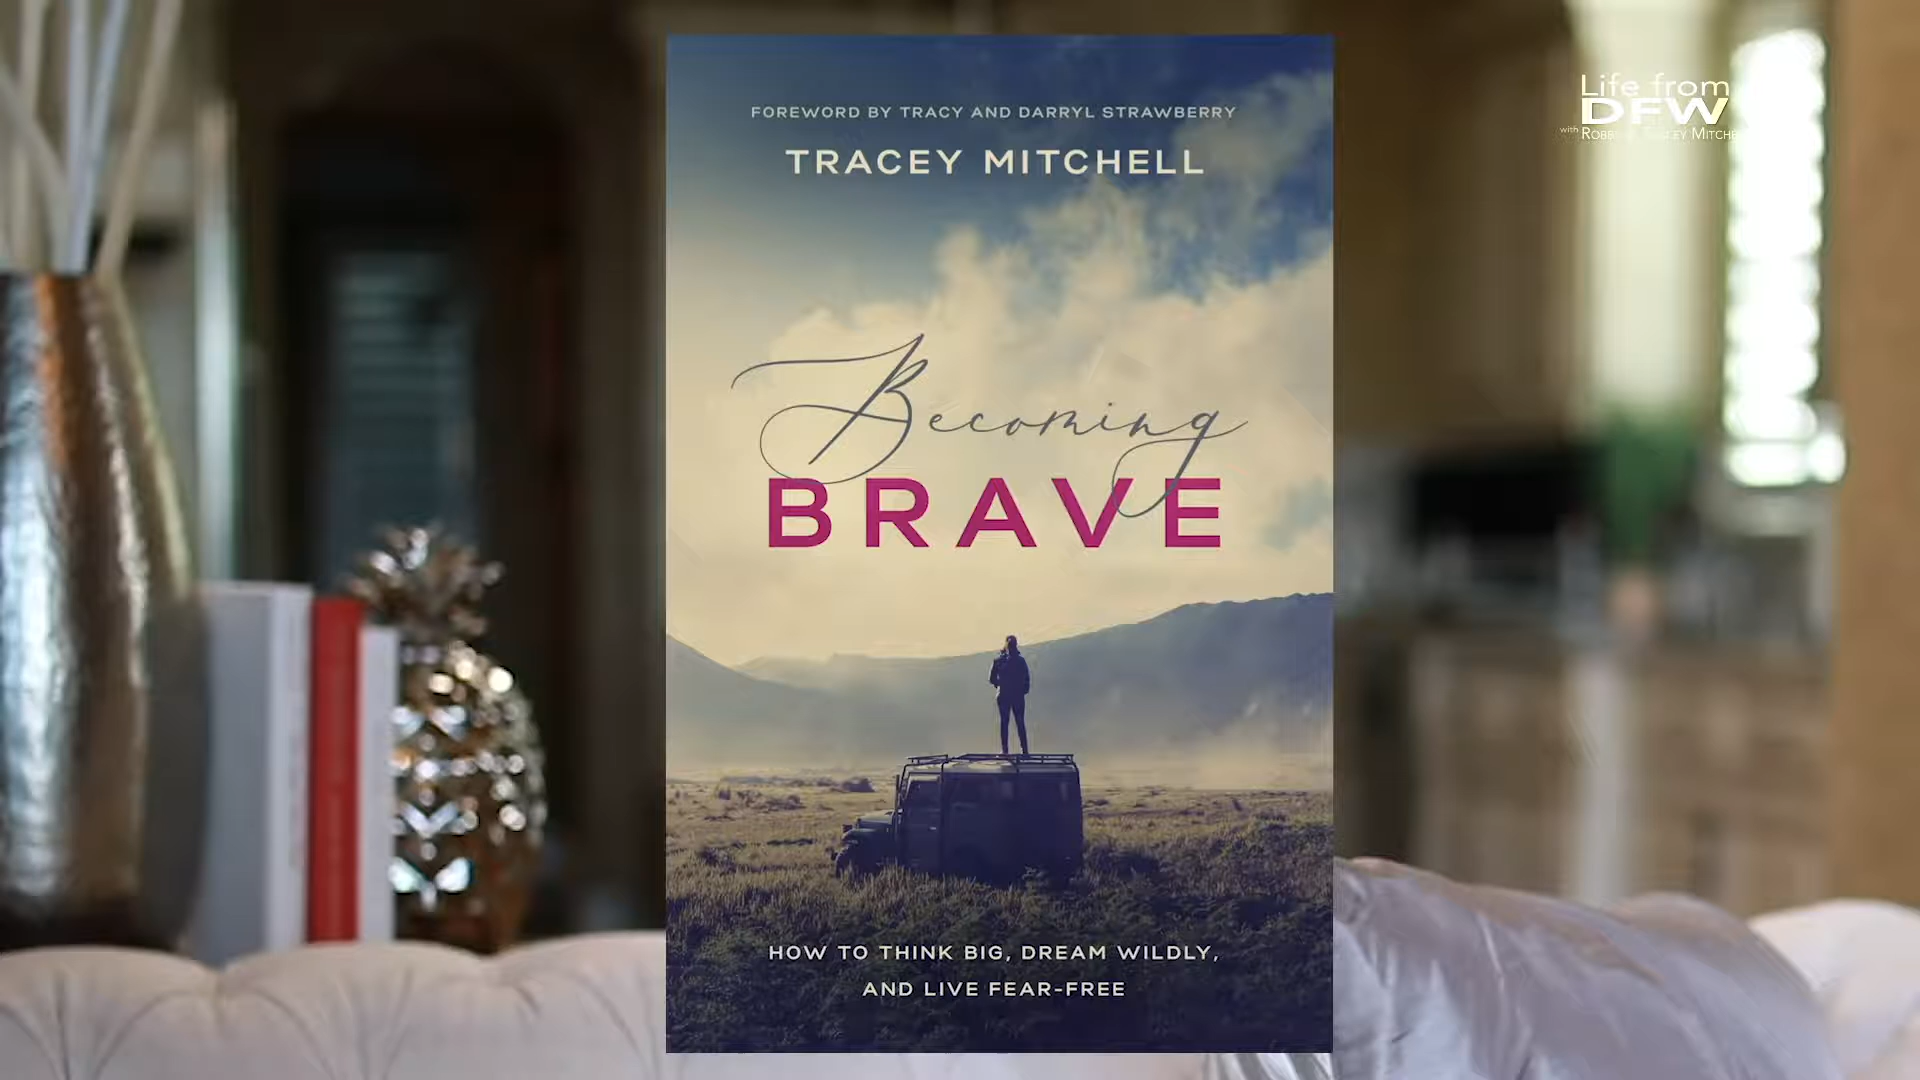 FOREWORD BY TRACY AND DARRYL STRAWBERRY
TRACEY MITCHELL
Becoming
BRAVE
HOW TO THINK BIG, DREAM WILDLY,
AND LIVE FEAR-FREE
Life from
DFW
with